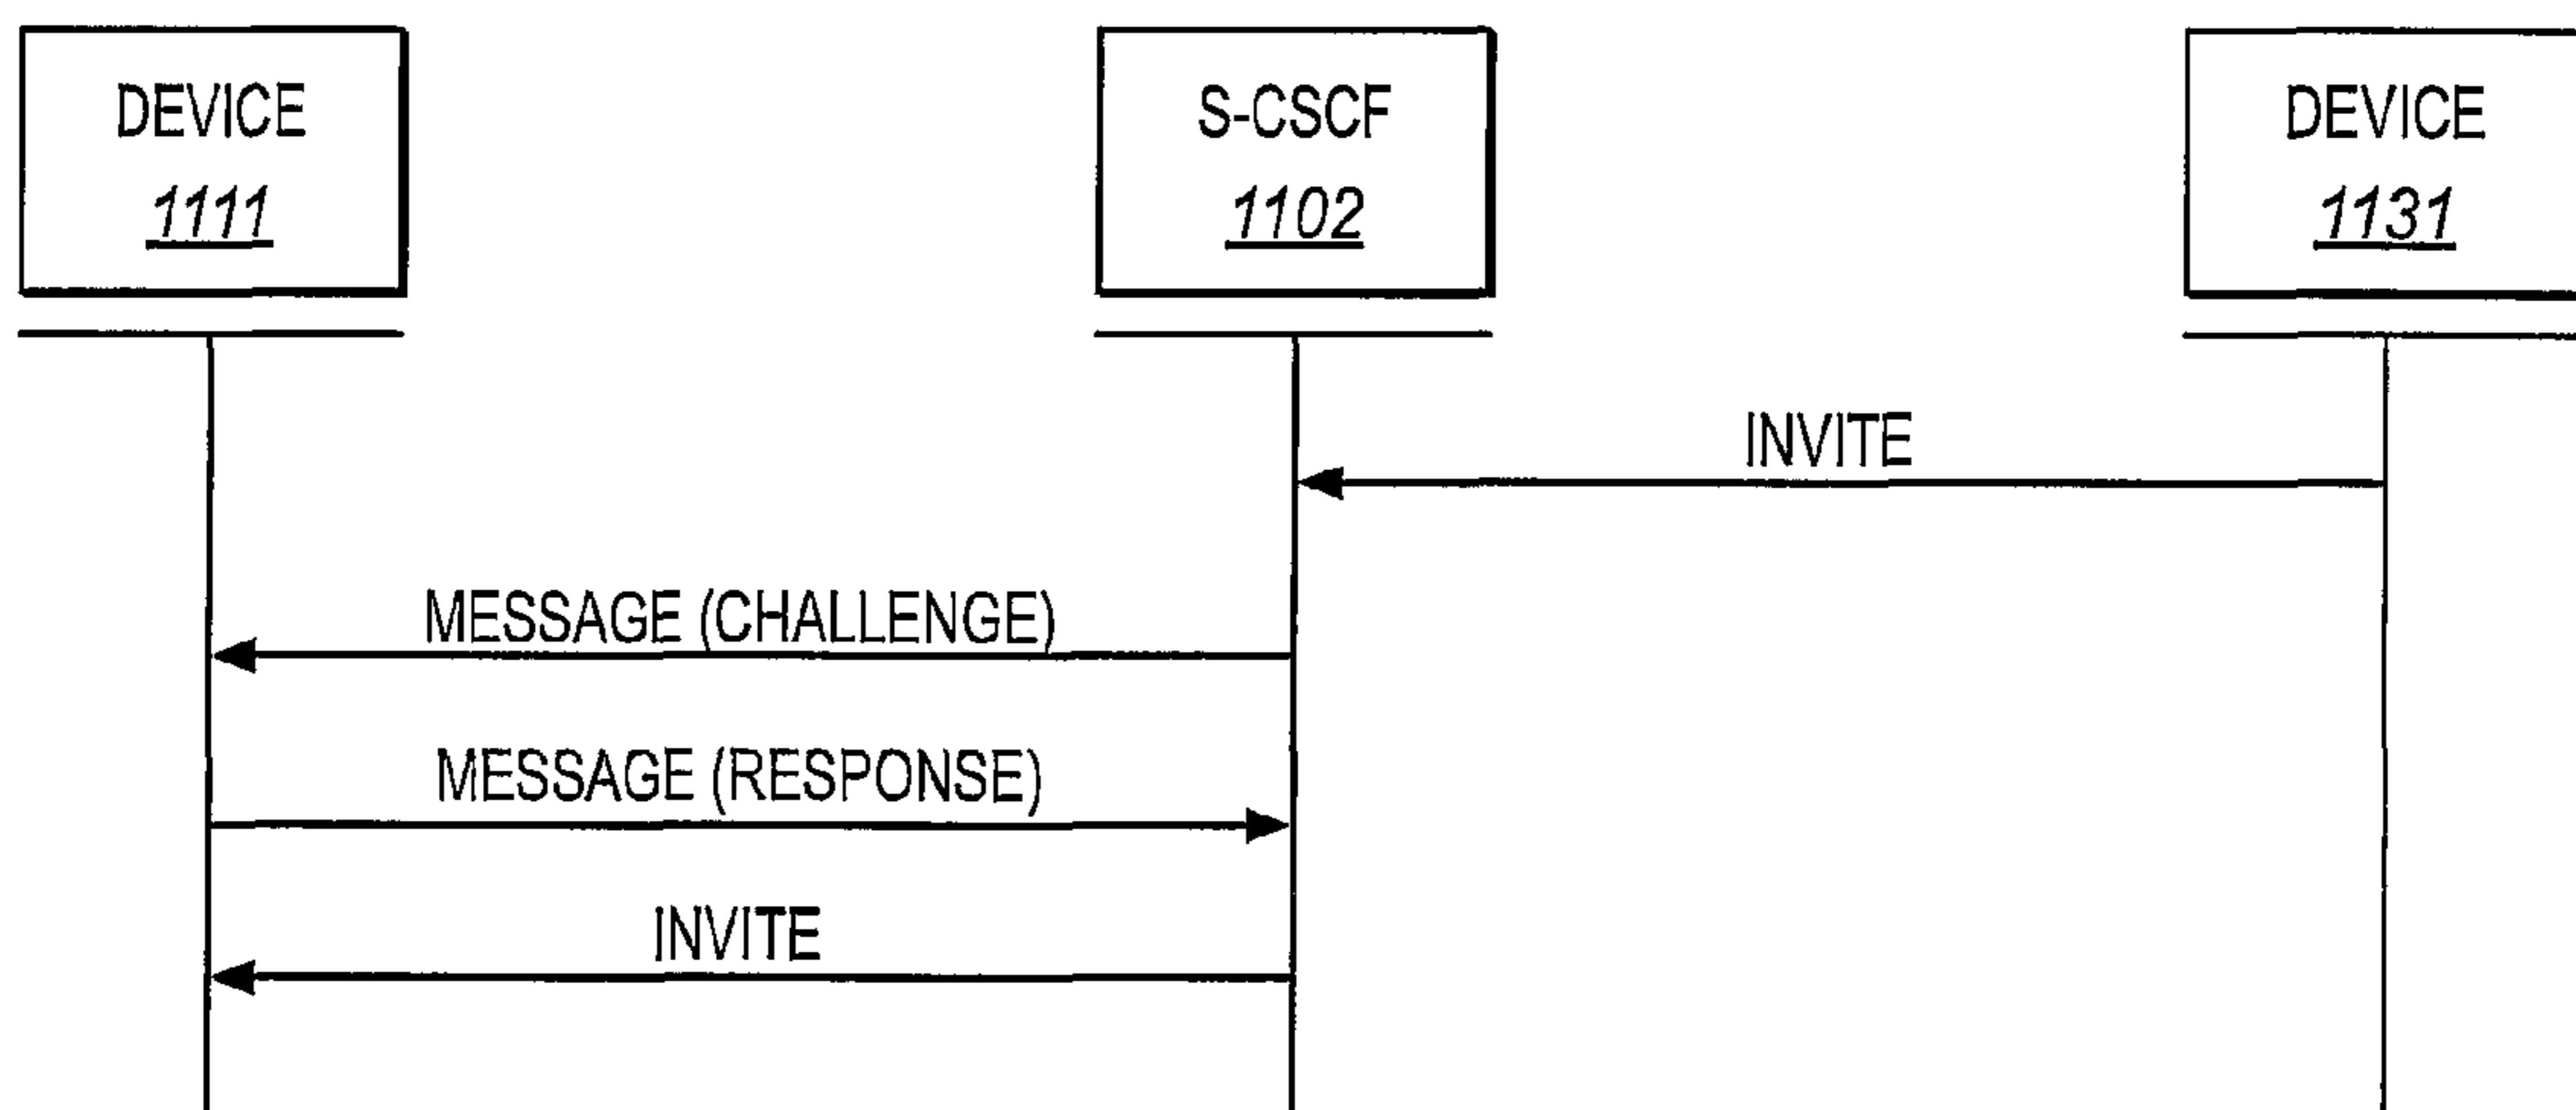 DEVICE
1111
S-CSCF
1102
DEVICE
1131
INVITE
MESSAGE (CHALLENGE)
MESSAGE (RESPONSE)
INVITE